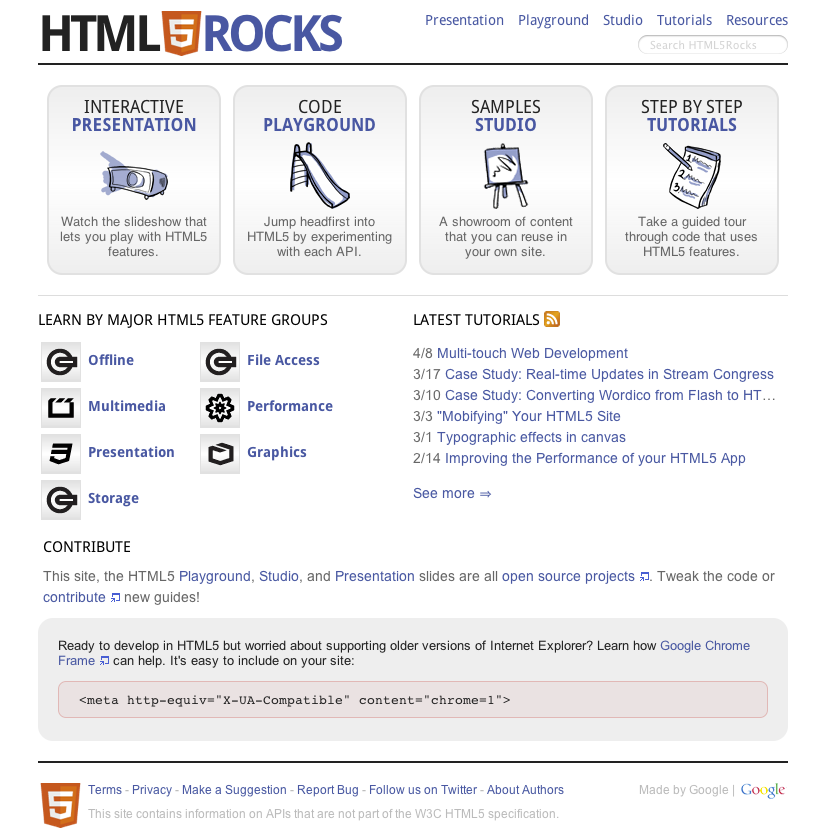 HTML5ROCKS
Presentation Playground Studio Tutorials Resources
Search HTML5Rocks
INTERACTIVE
PRESENTATION
Watch the slideshow that
lets you play with HTML5
features.
CODE
PLAYGROUND
Jump headfirst into
HTML5 by experimenting
with each API.
SAMPLES
STUDIO
A showroom of content
that you can reuse in
your own site.
STEP BY STEP
TUTORIALS
1.
2.
3.
Take a guided tour
through code that uses
HTML5 features.
LEARN BY MAJOR HTML5 FEATURE GROUPS
Offline
File Access
Multimedia
Performance
Presentation
Graphics
Storage
LATEST TUTORIALS
4/8 Multi-touch Web Development
3/17 Case Study: Real-time Updates in Stream Congress
3/10 Case Study: Converting Wordico from Flash to HT…
3/3 "Mobifying" Your HTML5 Site
3/1 Typographic effects in canvas
2/14 Improving the Performance of your HTML5 App
See more ⇒
CONTRIBUTE
This site, the HTML5 Playground, Studio, and Presentation slides are all open source projects. Tweak the code or
contribute new guides!
Ready to develop in HTML5 but worried about supporting older versions of Internet Explorer? Learn how Google Chrome
Frame can help. It's easy to include on your site:
<meta http-equiv="X-UA-Compatible" content="chrome=1">
5
Terms - Privacy - Make a Suggestion - Report Bug - Follow us on Twitter - About Authors
Made by Google | Google
This site contains information on APIs that are not part of the W3C HTML5 specification.